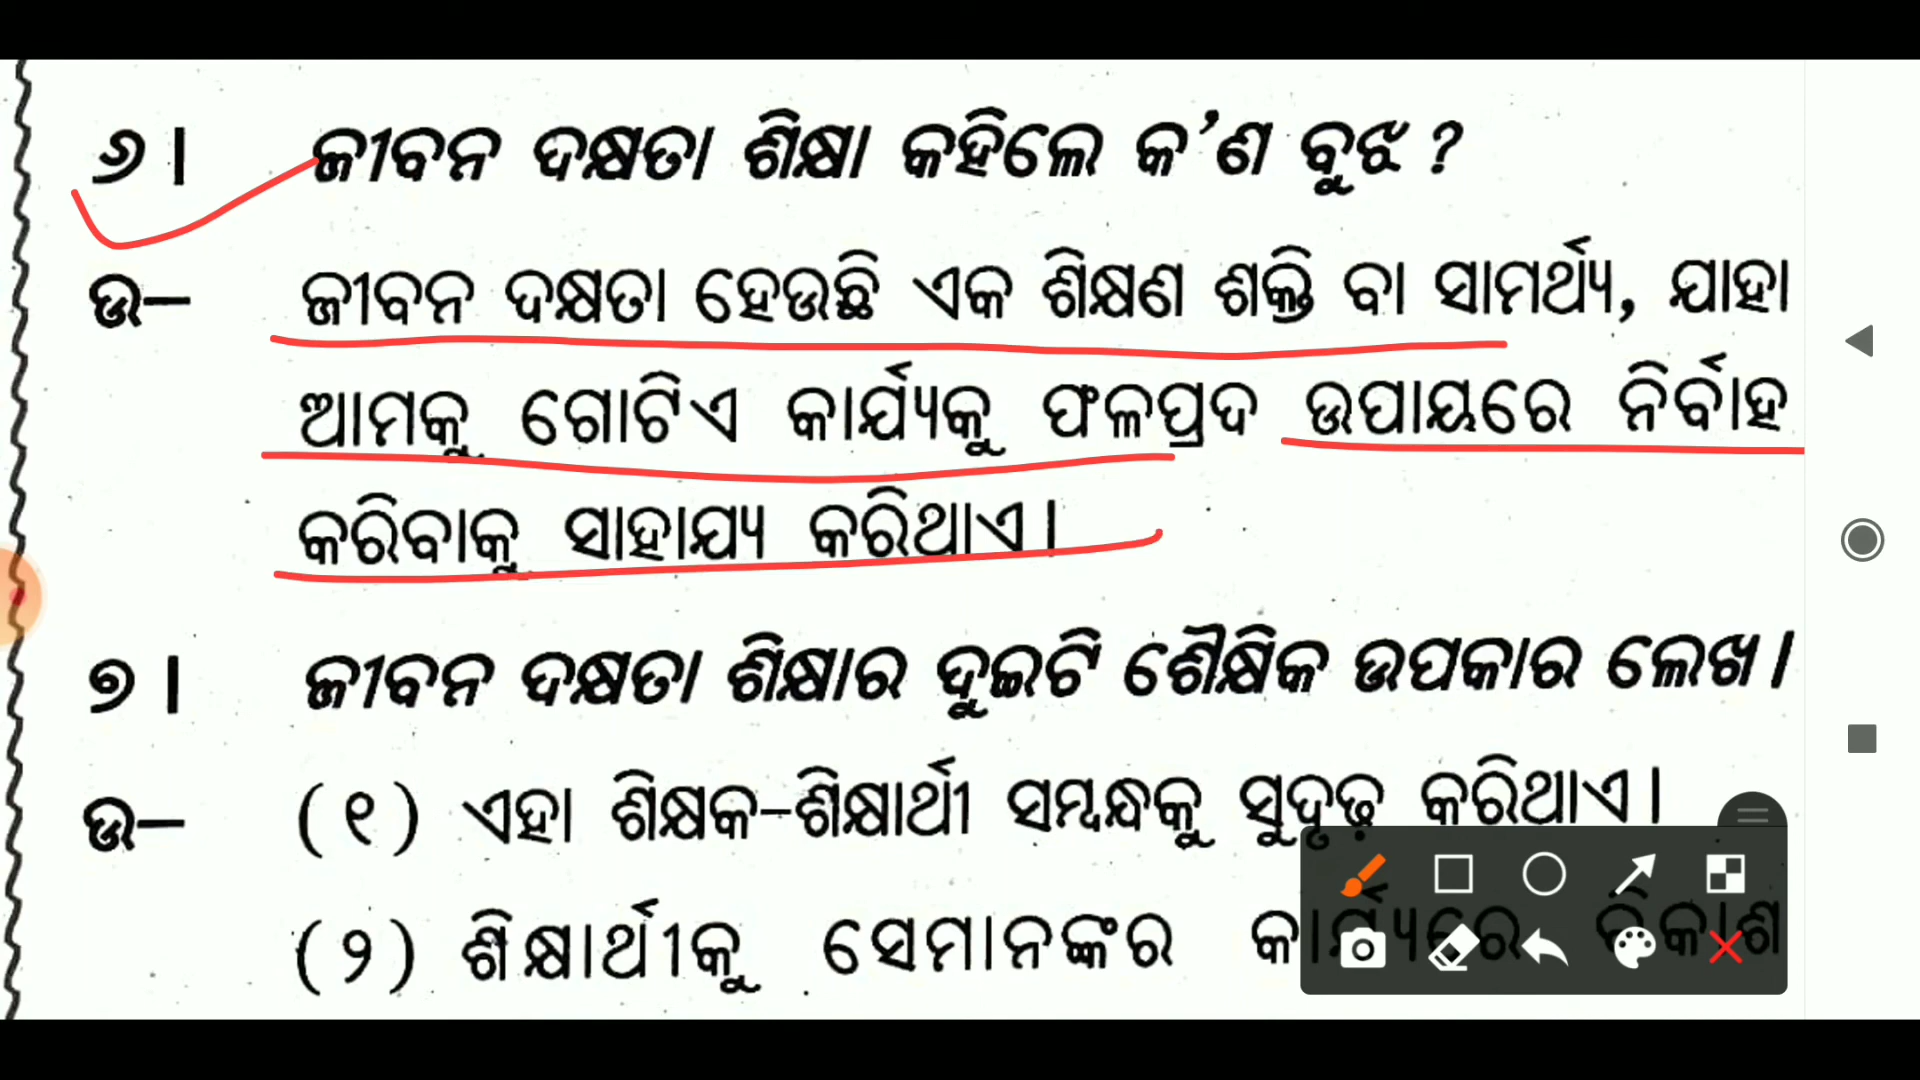 ୬। ଜୀବନ ଦକ୍ଷତା ଶିକ୍ଷା କହିଲେ କ'ଣ ବୁଝ ?
ଉ– ଜୀବନ ଦକ୍ଷତା ହେଉଛି ଏକ ଶିକ୍ଷଣ ଶକ୍ତି ବା ସାମର୍ଥ୍ୟ, ଯାହା
ଆମକୁ ଗୋଟିଏ କାର୍ଯ୍ୟକୁ ଫଳପ୍ରଦ ଉପାୟରେ ନିର୍ବାହ
କରିବାକୁ ସାହାଯ୍ୟ କରିଥାଏ।
୭। ଜୀବନ ଦକ୍ଷତା ଶିକ୍ଷାର ଦୁଇଟି ଶୈକ୍ଷିକ ଉପକାର ଲେଖ।
ଉ– (୧) ଏହା ଶିକ୍ଷକ-ଶିକ୍ଷାର୍ଥୀ ସମ୍ବନ୍ଧକୁ ସୁଦୃଢ଼ କରିଥାଏ।
(୨) ଶିକ୍ଷାର୍ଥୀକୁ ସେମାନଙ୍କର କାର୍ଯ୍ୟରେ ବିକାଶ